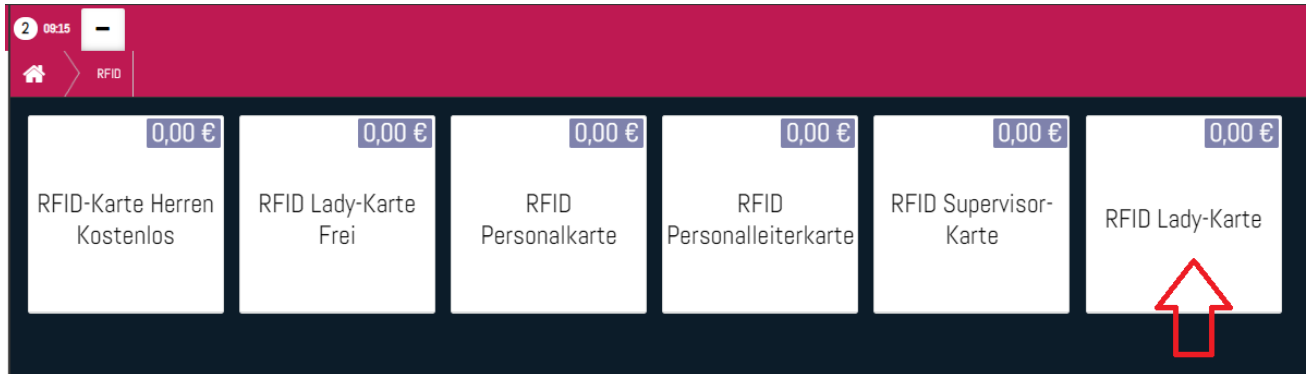 2 09:15 –
RFID
0,00 €
RFID-Karte Herren
Kostenlos
0,00 €
RFID Lady-Karte
Frei
0,00 €
RFID
Personalkarte
0,00 €
RFID
Personalleiterkarte
0,00 €
RFID Supervisor-
Karte
0,00 €
RFID Lady-Karte